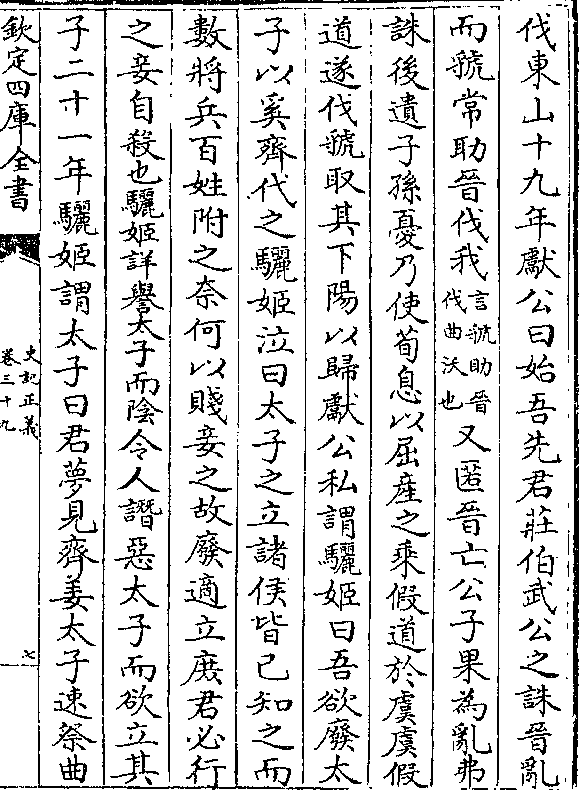 伐東山十九年獻公曰始吾先君莊伯武公之誅晉亂
而虢常助晉伐我言虢助晉伐曲沃也又匿晉亡公子果為亂弗
誅後遺子孫憂乃使荀息以屈産之乗假道於虞虞假
道遂伐虢取其下陽以歸獻公私謂驪姬曰吾欲廢太
子以奚齊代之驪姬泣曰太子之立諸侯皆已知之而
數將兵百姓附之奈何以賤妾之故廢適立庶君必行
之妾自殺也驪姬詳譽太子而陰令人譖惡太子而欲立其
子二十一年驪姬謂太子曰君夢見齊姜太子速祭曲
欽定四庫全書
史記正義
卷三十九
七